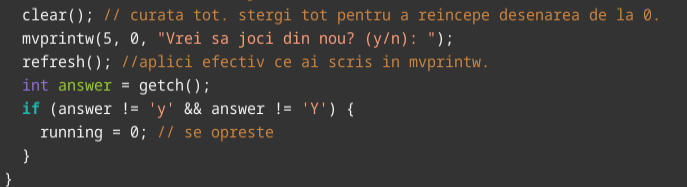 clear(); // curata tot. stergi tot pentru a reincepe desenarea de la 0.
mvprintw(5, 0, "Vrei sa joci din nou? (y/n): ");
refresh(); //aplici efectiv ce ai scris in mvprintw.
int answer = getch();
if (answer != 'y' && answer != 'Y') {
running = 0; // se opreste
}
}